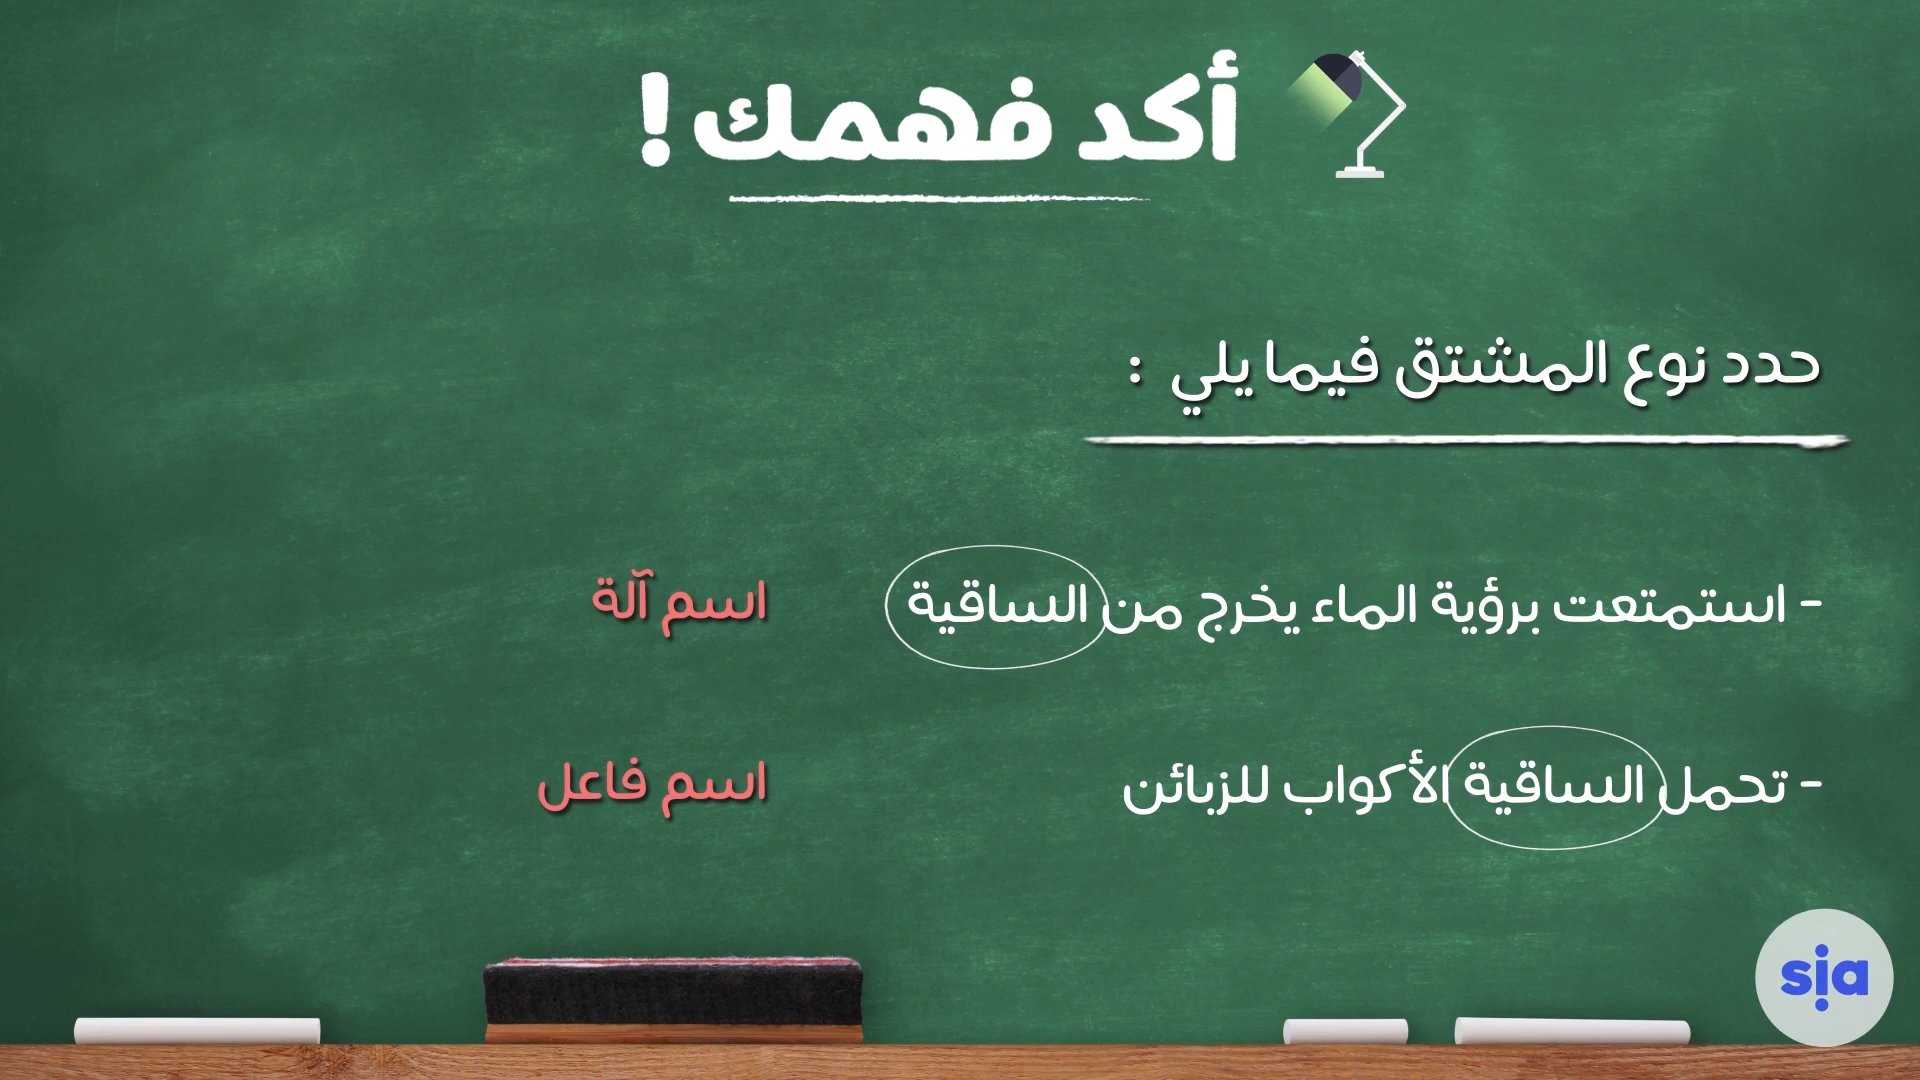 أكد فهمك!
حدد نوع المشتق فيما يلي :
- استمتعت برؤية الماء يخرج من الساقية
اسم آلة
- تحمل الساقية الأكواب للزبائن
اسم فاعل
sia